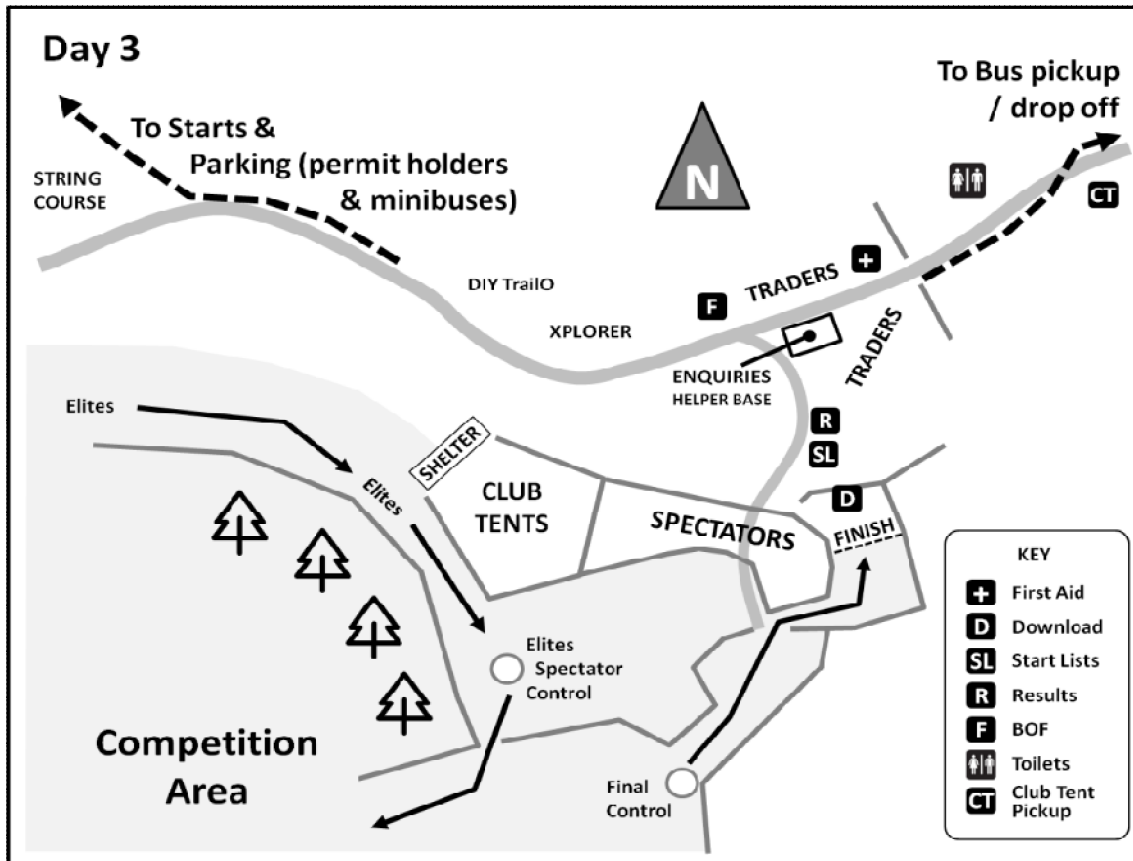 Day 3
To Bus pickup
/ drop off
To Starts &
Parking (permit holders
& minibuses)
STRING
COURSE
N
CT
DIY TrailO
TRADERS
+
F
XPLORER
TRADERS
ENQUIRIES
HELPER BASE
R
SL
Elites
SHELTER
Elites
CLUB
TENTS
SPECTATORS
D
FINISH
Elites
Spectator
Control
Competition
Area
Final
Control
KEY
+ First Aid
D Download
SL Start Lists
R Results
F BOF
Toilets
CT Club Tent
Pickup